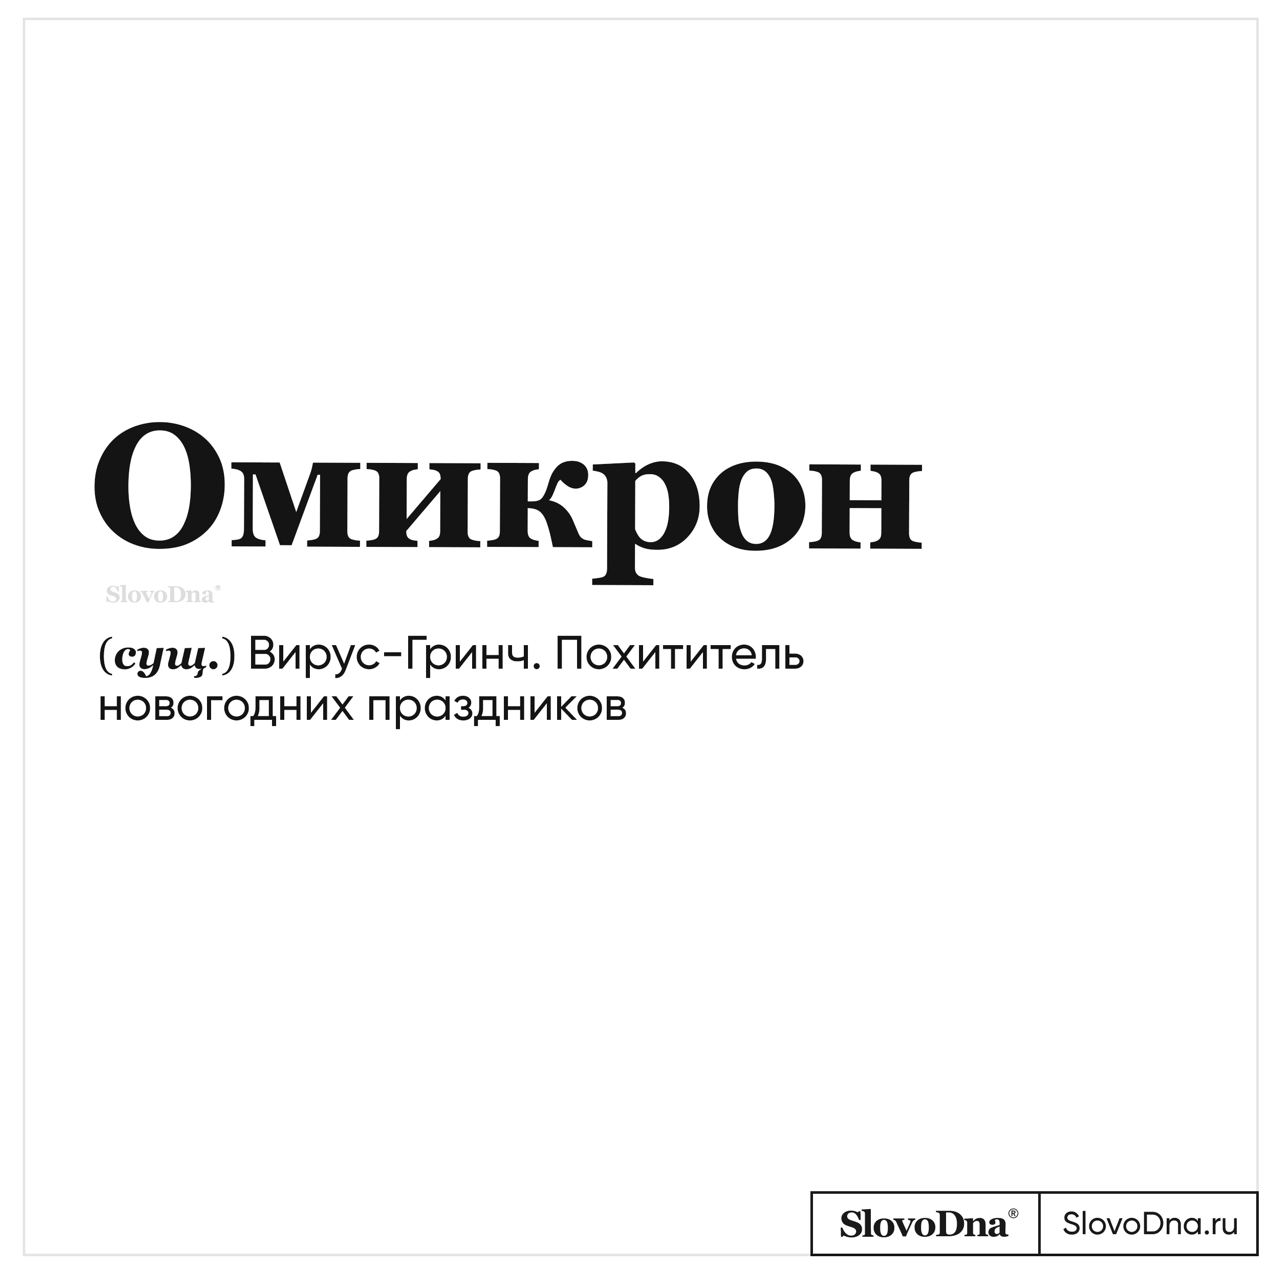 Омикрон
SlovoDna®
(сущ.) Вирус-Гринч. Похититель
новогодних праздников
SlovoDna® SlovoDna.ru